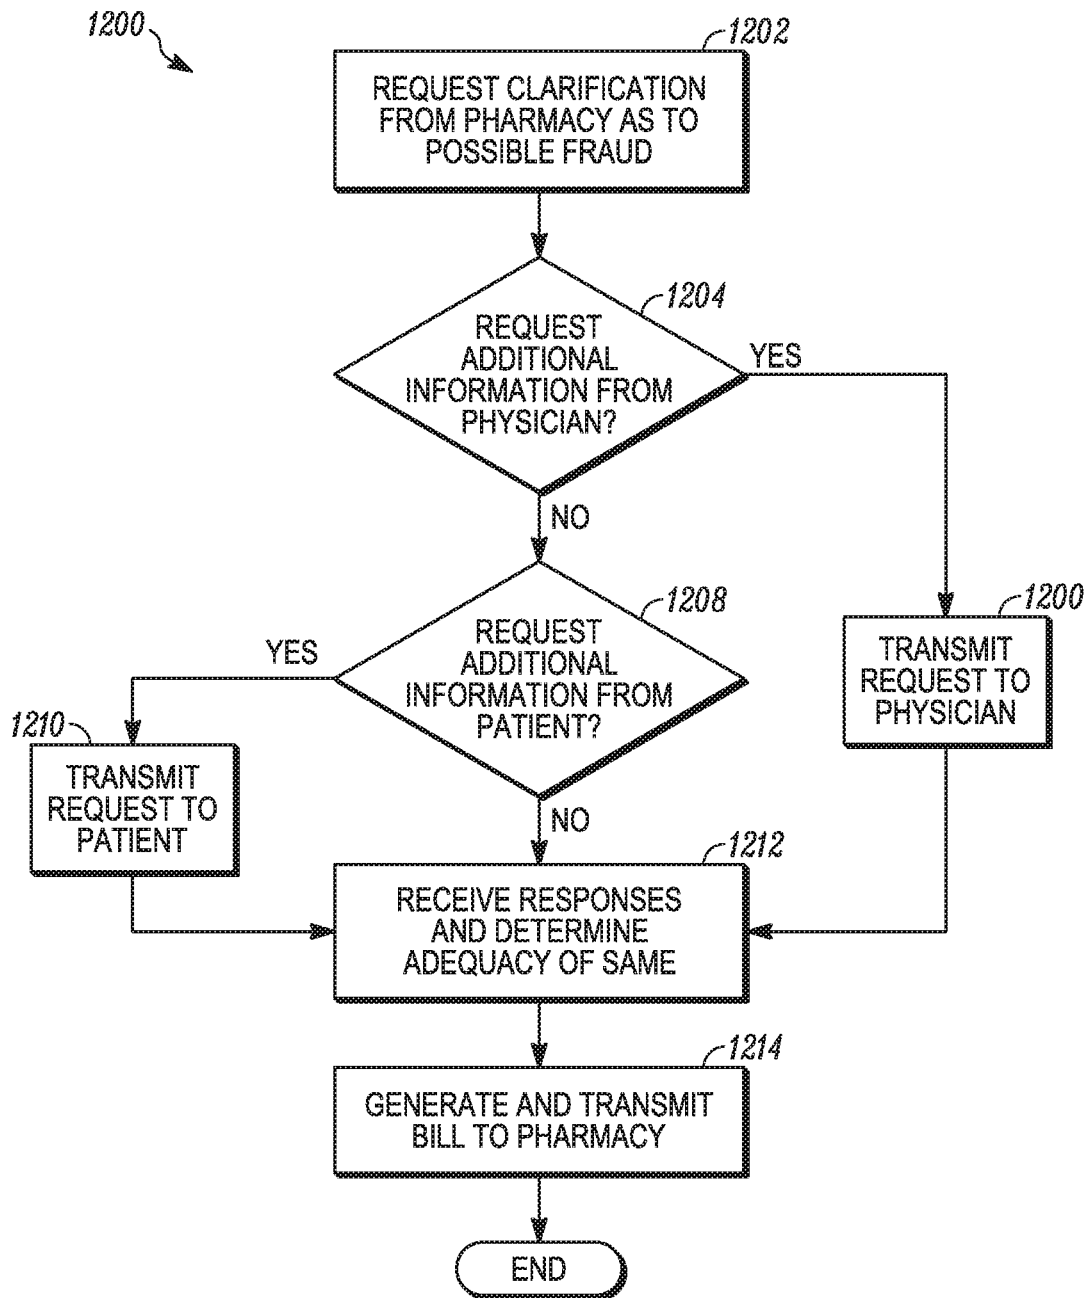 1200
1202
REQUEST CLARIFICATION
FROM PHARMACY AS TO
POSSIBLE FRAUD
1204
REQUEST
ADDITIONAL
INFORMATION FROM
PHYSICIAN?
YES
NO
1208
REQUEST
ADDITIONAL
INFORMATION FROM
PATIENT?
YES
1200
TRANSMIT
REQUEST TO
PHYSICIAN
1210
TRANSMIT
REQUEST TO
PATIENT
NO
1212
RECEIVE RESPONSES
AND DETERMINE
ADEQUACY OF SAME
1214
GENERATE AND TRANSMIT
BILL TO PHARMACY
END